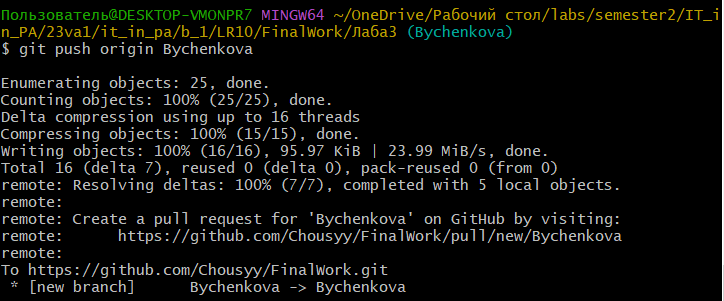 Пользователь@DESKTOP-VMONPR7 MINGW64 ~/OneDrive/Рабочий стол/labs/semester2/IT_i
n_PA/23va1/it_in_pa/b_1/LR10/FinalWork/Лаба3 (Bychenkova)
$ git push origin Bychenkova
Enumerating objects: 25, done.
Counting objects: 100% (25/25), done.
Delta compression using up to 16 threads
Compressing objects: 100% (15/15), done.
Writing objects: 100% (16/16), 95.97 KiB | 23.99 MiB/s, done.
Total 16 (delta 7), reused 0 (delta 0), pack-reused 0 (from 0)
remote: Resolving deltas: 100% (7/7), completed with 5 local objects.
remote:
remote: Create a pull request for 'Bychenkova' on GitHub by visiting:
remote:      https://github.com/Chousyy/FinalWork/pull/new/Bychenkova
remote:
To https://github.com/Chousyy/FinalWork.git
 * [new branch]      Bychenkova -> Bychenkova